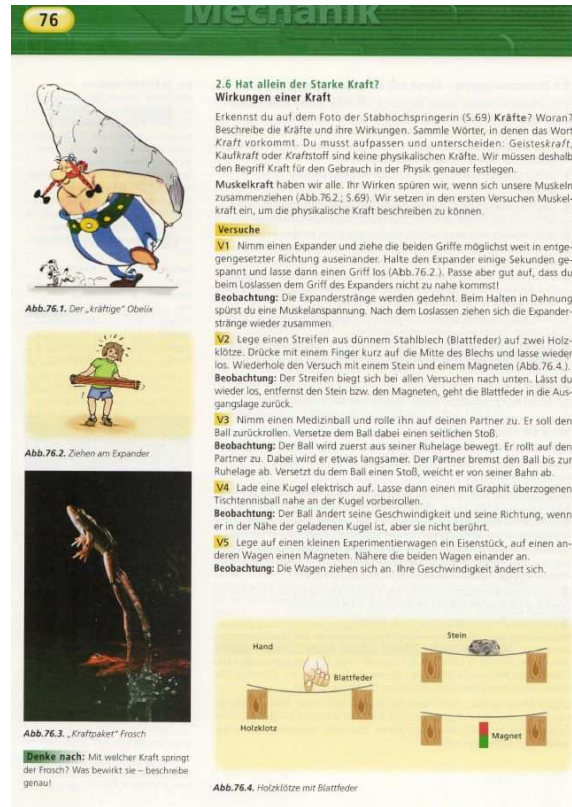 76
Mechanik
2.6 Hat allein der Starke Kraft?
Wirkungen einer Kraft
Erkennst du auf dem Foto der Stabhochspringerin (S.69) Kräfte? Woran?
Beschreibe die Kräfte und ihre Wirkungen. Sammle Wörter, in denen das Wort
Kraft vorkommt. Du musst aufpassen und unterscheiden: Geisteskraft,
Kaufkraft oder Kraftstoff sind keine physikalischen Kräfte. Wir müssen deshalb
den Begriff Kraft für den Gebrauch in der Physik genauer festlegen.
Muskelkraft haben wir alle. Ihr Wirken spüren wir, wenn sich unsere Muskeln
zusammenziehen (Abb.76.2.; S.69). Wir setzen in den ersten Versuchen Muskel-
kraft ein, um die physikalische Kraft beschreiben zu können.
Versuche
V1 Nimm einen Expander und ziehe die beiden Griffe möglichst weit in entge-
gengesetzter Richtung auseinander. Halte den Expander einige Sekunden ge-
spannt und lasse dann einen Griff los (Abb.76.2.). Passe aber gut auf, dass du
beim Loslassen dem Griff des Expanders nicht zu nahe kommst!
Beobachtung: Die Expanderstränge werden gedehnt. Beim Halten in Dehnung
spürst du eine Muskelanspannung. Nach dem Loslassen ziehen sich die Expander-
stränge wieder zusammen.
V2 Lege einen Streifen aus dünnem Stahlblech (Blattfeder) auf zwei Holz-
klötze. Drücke mit einem Finger kurz auf die Mitte des Blechs und lasse wieder
los. Wiederhole den Versuch mit einem Stein und einem Magneten (Abb.76.4.).
Beobachtung: Der Streifen biegt sich bei allen Versuchen nach unten. Lässt du
wieder los, entfernst den Stein bzw. den Magneten, geht die Blattfeder in die Aus-
gangslage zurück.
V3 Nimm einen Medizinball und rolle ihn auf deinen Partner zu. Er soll den
Ball zurückrollen. Versetze dem Ball dabei einen seitlichen Stoß.
Beobachtung: Der Ball wird zuerst aus seiner Ruhelage bewegt. Er rollt auf den
Partner zu. Dabei wird er etwas langsamer. Der Partner bremst den Ball bis zur
Ruhelage ab. Versetzt du dem Ball einen Stoß, weicht er von seiner Bahn ab.
V4 Lade eine Kugel elektrisch auf. Lasse dann einen mit Graphit überzogenen
Tischtennisball nahe an der Kugel vorbeirollen.
Beobachtung: Der Ball ändert seine Geschwindigkeit und seine Richtung, wenn
er in der Nähe der geladenen Kugel ist, aber sie nicht berührt.
V5 Lege auf einen kleinen Experimentierwagen ein Eisenstück, auf einen an-
deren Wagen einen Magneten. Nähere die beiden Wagen einander an.
Beobachtung: Die Wagen ziehen sich an. Ihre Geschwindigkeit ändert sich.
Abb.76.1. Der „kräftige" Obelix
Abb.76.2. Ziehen am Expander
Abb.76.3. „Kraftpaket" Frosch
Denke nach: Mit welcher Kraft springt
der Frosch? Was bewirkt sie – beschreibe
genau!
Hand
Blattfeder
Holzklotz
Stein
Magnet
Abb.76.4. Holzklötze mit Blattfeder